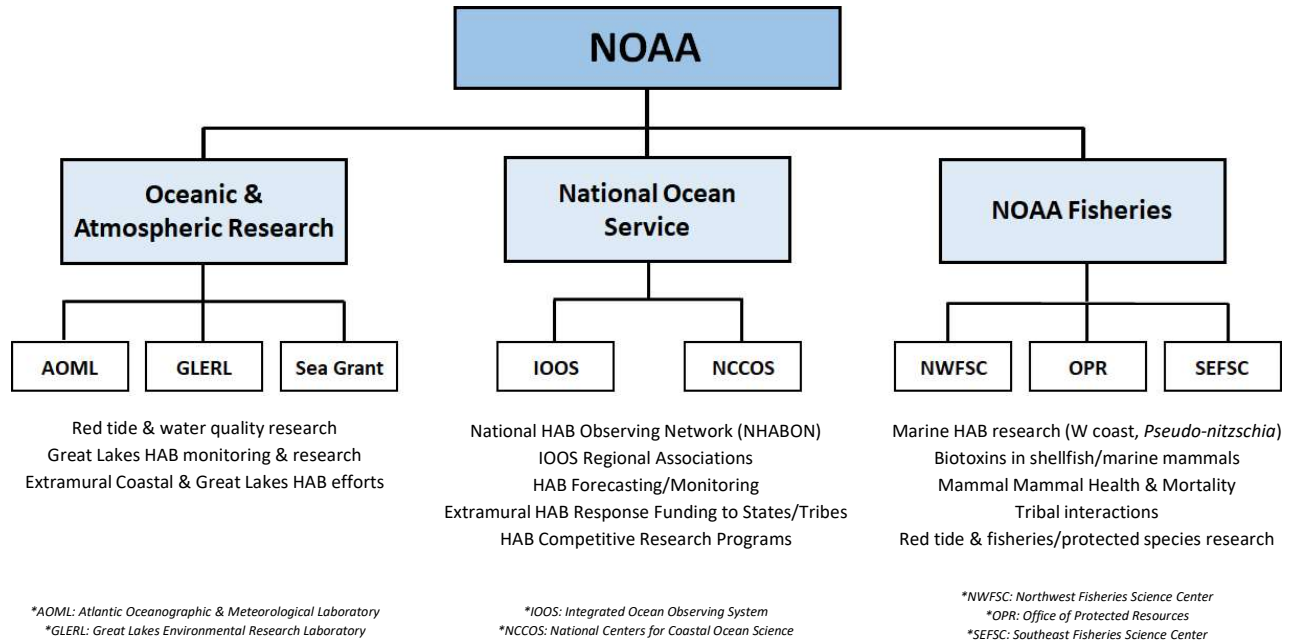 NOAA
Oceanic &
Atmospheric Research
National Ocean
Service
NOAA Fisheries
AOML
GLERL
Sea Grant
IOOS
NCCOS
NWFSC
OPR
SEFSC
Red tide & water quality research
Great Lakes HAB monitoring & research
Extramural Coastal & Great Lakes HAB efforts
National HAB Observing Network (NHABON)
IOOS Regional Associations
HAB Forecasting/Monitoring
Extramural HAB Response Funding to States/Tribes
HAB Competitive Research Programs
Marine HAB research (W coast, Pseudo-nitzschia)
Biotoxins in shellfish/marine mammals
Mammal Mammal Health & Mortality
Tribal interactions
Red tide & fisheries/protected species research
*AOML: Atlantic Oceanographic & Meteorological Laboratory
*GLERL: Great Lakes Environmental Research Laboratory
*IOOS: Integrated Ocean Observing System
*NCCOS: National Centers for Coastal Ocean Science
*NWFSC: Northwest Fisheries Science Center
*OPR: Office of Protected Resources
*SEFSC: Southeast Fisheries Science Center